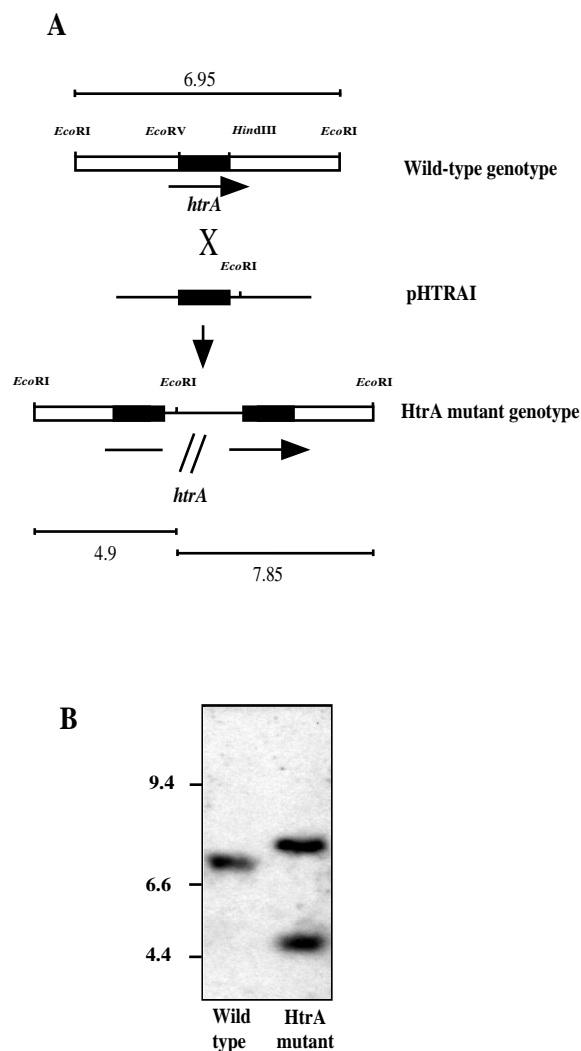 A
6.95
EcoRI EcoRV HindIII EcoRI
Wild-type genotype
htrA
X
EcoRI
pHTRAI
EcoRI EcoRI EcoRI
HtrA mutant genotype
htrA
4.9
7.85
B
9.4
6.6
4.4
Wild type
HtrA mutant